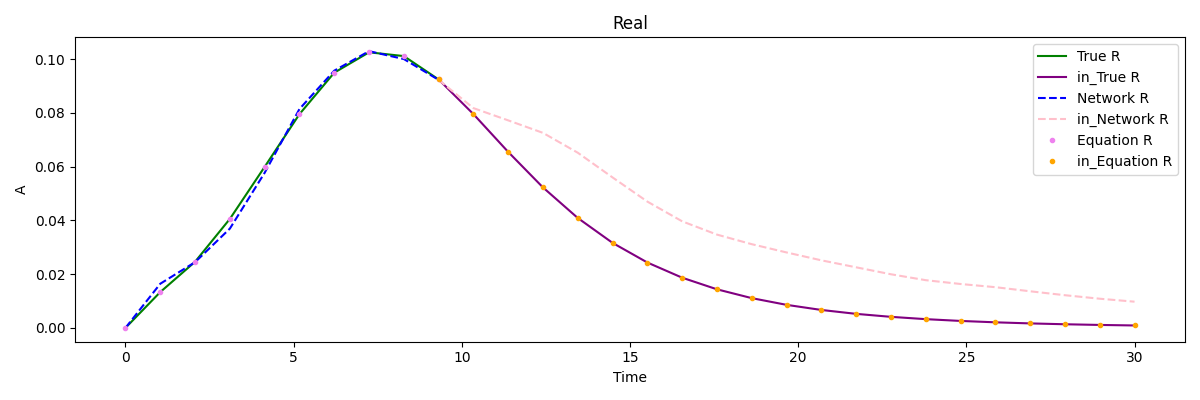 Real
A
0.10
0.08
0.06
0.04
0.02
0.00
True R
in_True R
Network R
in_Network R
Equation R
in_Equation R
0 5 10 15 20 25 30
Time